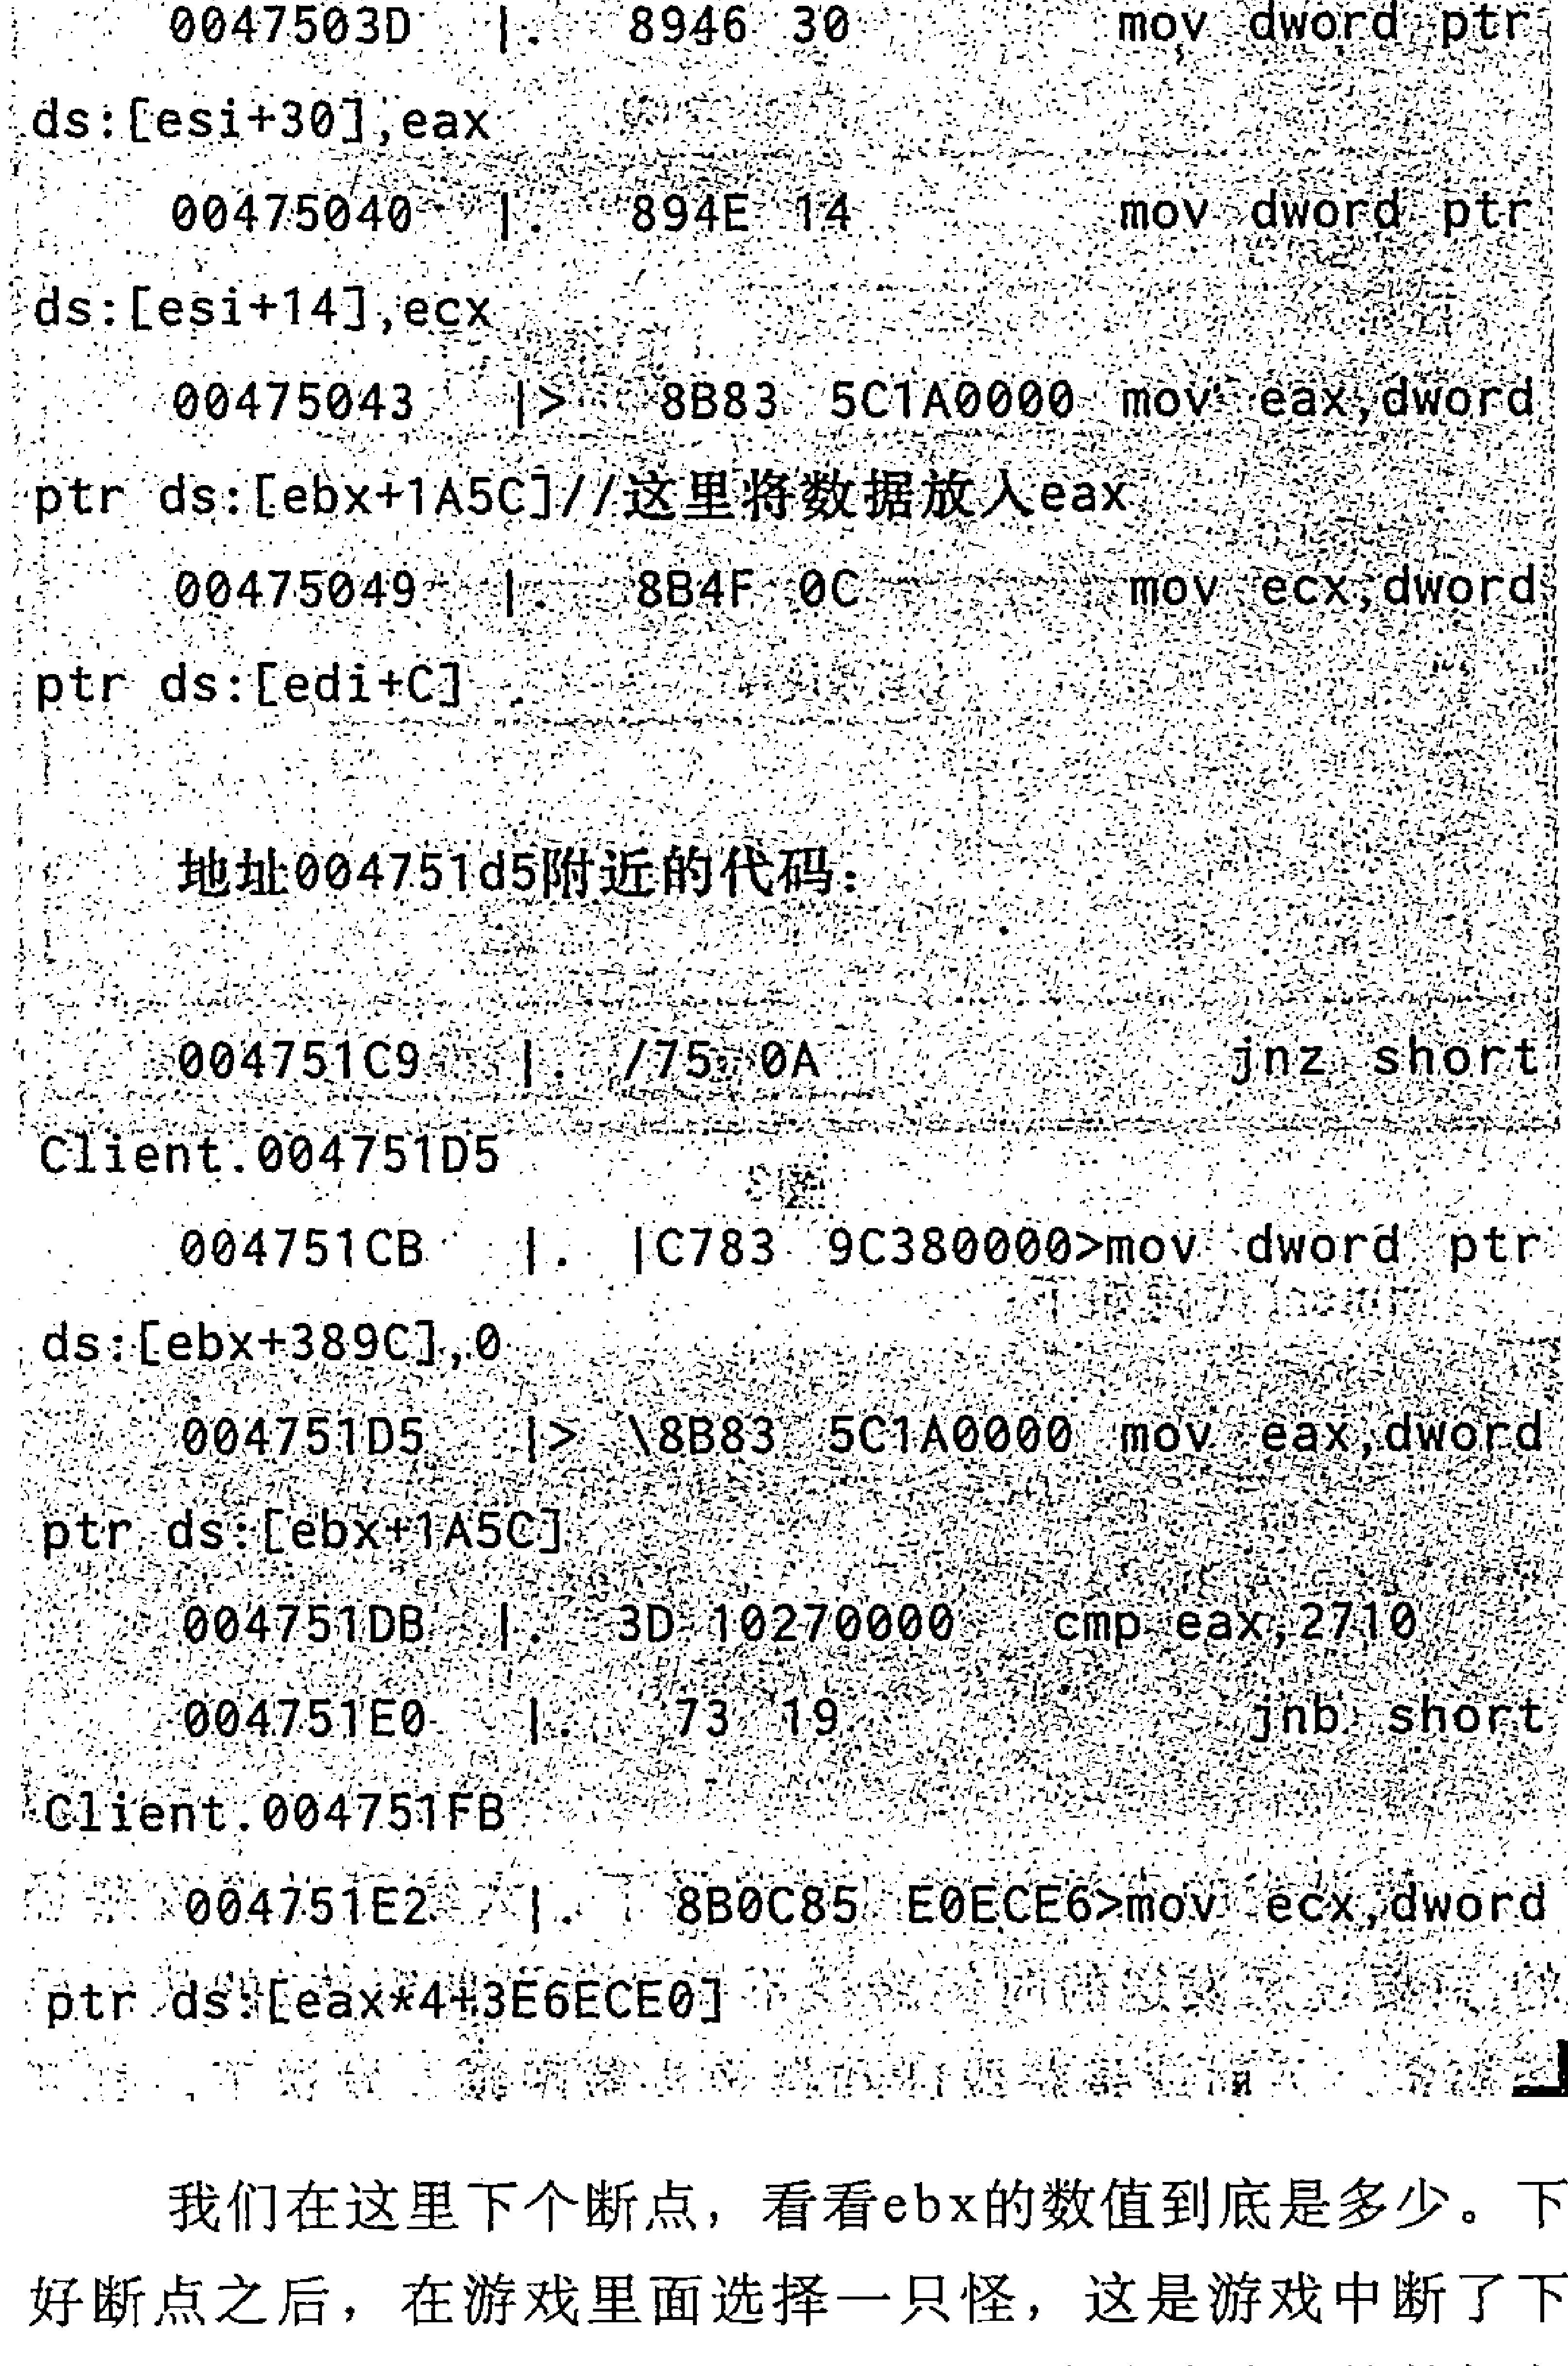 0047503D |. 8946 30 mov dword ptr
ds:[esi+30],eax
00475040 |. 894E 14 mov dword ptr
ds:[esi+14],ecx
00475043 |> 8B83 5C1A0000 mov eax,dword
ptr ds:[ebx+1A5C]//这里将数据放入eax
00475049 |. 8B4F 0C mov ecx,dword
ptr ds:[edi+C]
地址004751d5附近的代码:
004751C9 |. /75 0A jnz short
Client.004751D5
004751CB |. |C783 9C380000>mov dword ptr
ds:[ebx+389C],0
004751D5 |> \8B83 5C1A0000 mov eax,dword
ptr ds:[ebx+1A5C]
004751DB |. 3D 10270000 cmp eax,2710
004751E0 |. 73 19 jnb short
Client.004751FB
004751E2 |. 8B0C85 E0ECE6>mov ecx,dword
ptr ds:[eax*4+3E6ECE0]
我们在这里下个断点，看看ebx的数值到底是多少。下
好断点之后，在游戏里面选择一只怪，这是游戏中断了下